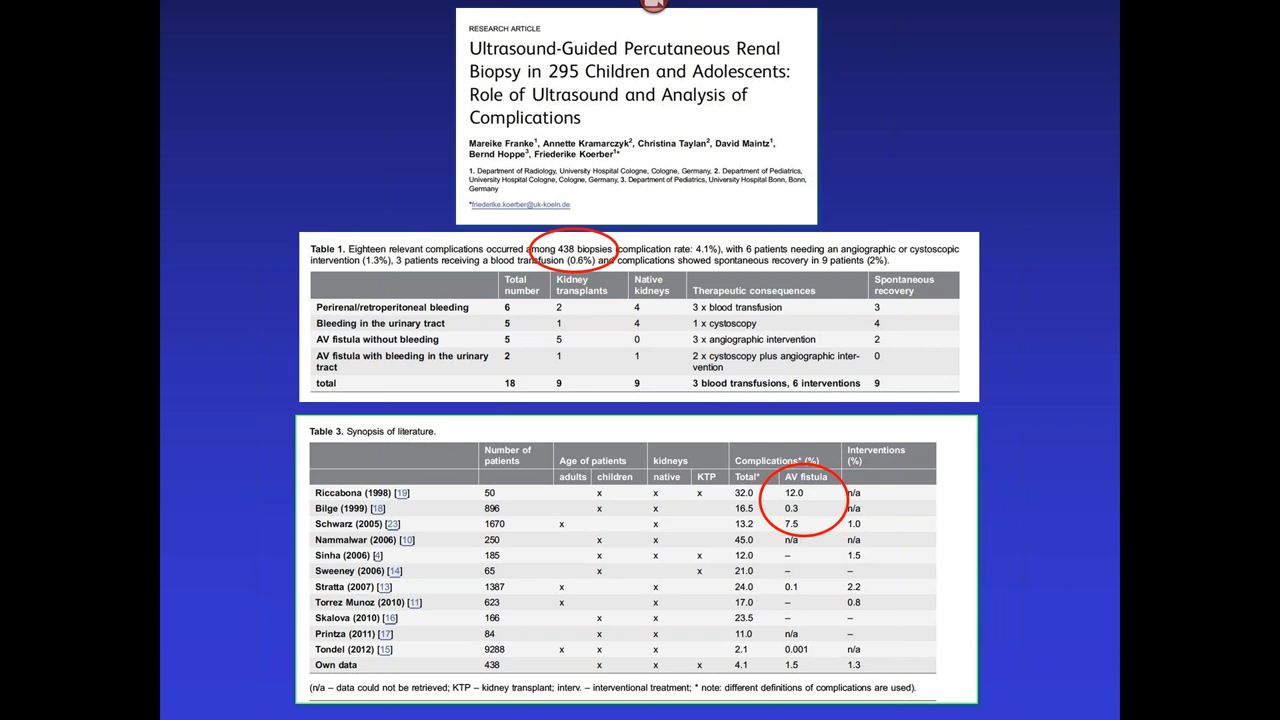 RESEARCH ARTICLE
Ultrasound-Guided Percutaneous Renal
Biopsy in 295 Children and Adolescents:
Role of Ultrasound and Analysis of
Complications
Mareike Franke1, Annette Kramarczyk2, Christina Taylan2, David Maintz1,
Bernd Hoppe3, Friederike Koerber1*
1. Department of Radiology, University Hospital Cologne, Cologne, Germany, 2. Department of Pediatrics,
University Hospital Cologne, Cologne, Germany, 3. Department of Pediatrics, University Hospital Bonn, Bonn,
Germany
*friederike.koerber@uk-koeln.de
Table 1. Eighteen relevant complications occurred among 438 biopsies (complication rate: 4.1%), with 6 patients needing an angiographic or cystoscopic
intervention (1.3%), 3 patients receiving a blood transfusion (0.6%) and complications showed spontaneous recovery in 9 patients (2%).
Total number Kidney transplants Native kidneys Therapeutic consequences Spontaneous recovery
Perirenal/retroperitoneal bleeding 6 2 4 3 x blood transfusion 3
Bleeding in the urinary tract 5 1 4 1 x cystoscopy 4
AV fistula without bleeding 5 5 0 3 x angiographic intervention 2
AV fistula with bleeding in the urinary tract 2 1 1 2 x cystoscopy plus angiographic inter-vention 0
total 18 9 9 3 blood transfusions, 6 interventions 9
Table 3. Synopsis of literature.
Number of patients Age of patients kidneys Complications* (%) Interventions (%)
adults children native KTP Total* AV fistula
Riccabona (1998) [19] 50 x x x 32.0 12.0 n/a
Bilge (1999) [18] 896 x x 16.5 0.3 n/a
Schwarz (2005) [23] 1670 x x 13.2 7.5 1.0
Nammalwar (2006) [10] 250 x x 45.0 n/a n/a
Sinha (2006) [4] 185 x x x 12.0 – 1.5
Sweeney (2006) [14] 65 x x 21.0 – –
Stratta (2007) [13] 1387 x x 24.0 0.1 2.2
Torrez Munoz (2010) [11] 623 x x 17.0 – 0.8
Skalova (2010) [16] 166 x x 23.5 – –
Printza (2011) [17] 84 x x 11.0 n/a –
Tondel (2012) [15] 9288 x x x 2.1 0.001 n/a
Own data 438 x x x 4.1 1.5 1.3
(n/a – data could not be retrieved; KTP – kidney transplant; interv. – interventional treatment; * note: different definitions of complications are used).